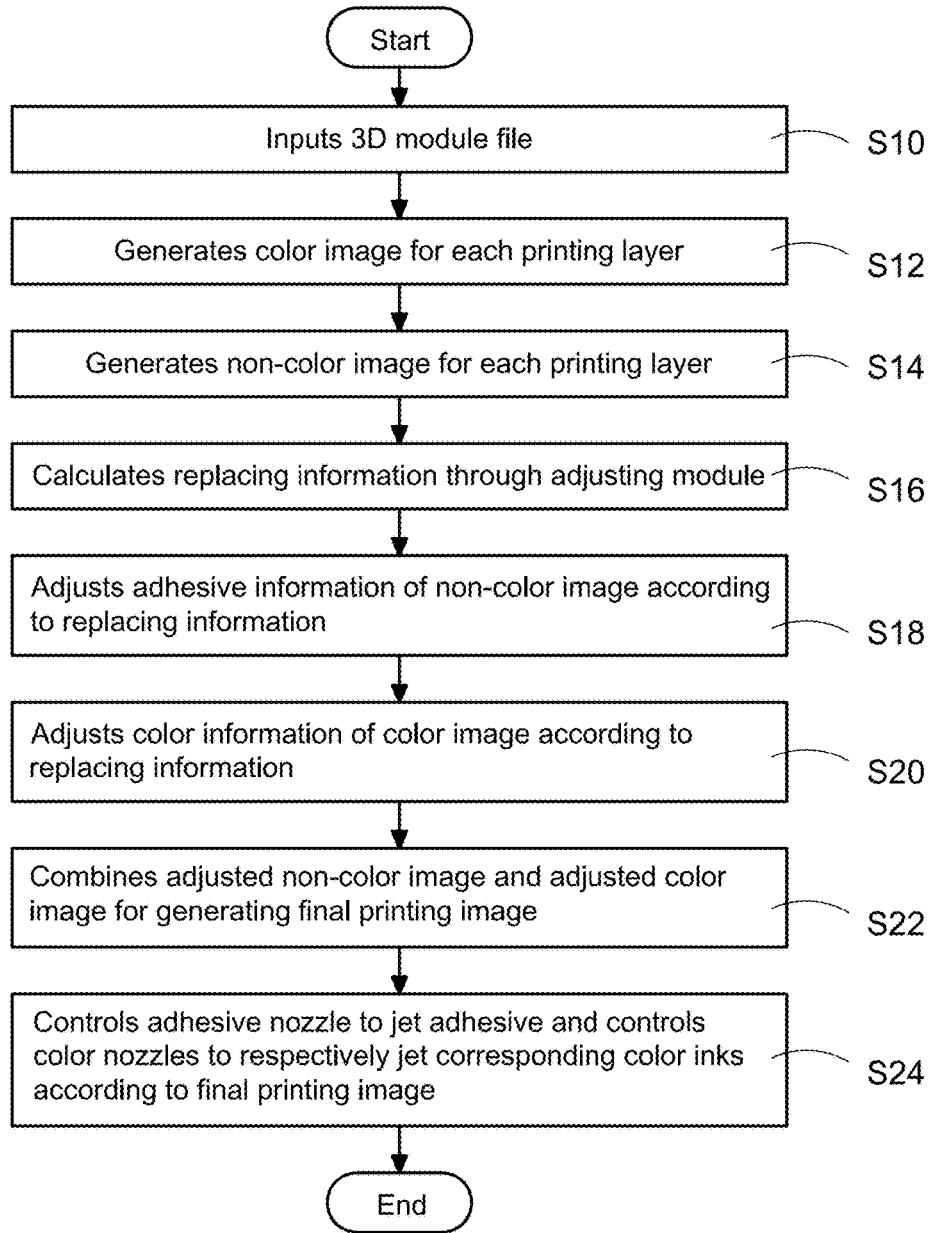 Start
Inputs 3D module file
S10
Generates color image for each printing layer
S12
Generates non-color image for each printing layer
S14
Calculates replacing information through adjusting module
S16
Adjusts adhesive information of non-color image according
to replacing information
S18
Adjusts color information of color image according to
replacing information
S20
Combines adjusted non-color image and adjusted color
image for generating final printing image
S22
Controls adhesive nozzle to jet adhesive and controls
color nozzles to respectively jet corresponding color inks
according to final printing image
S24
End